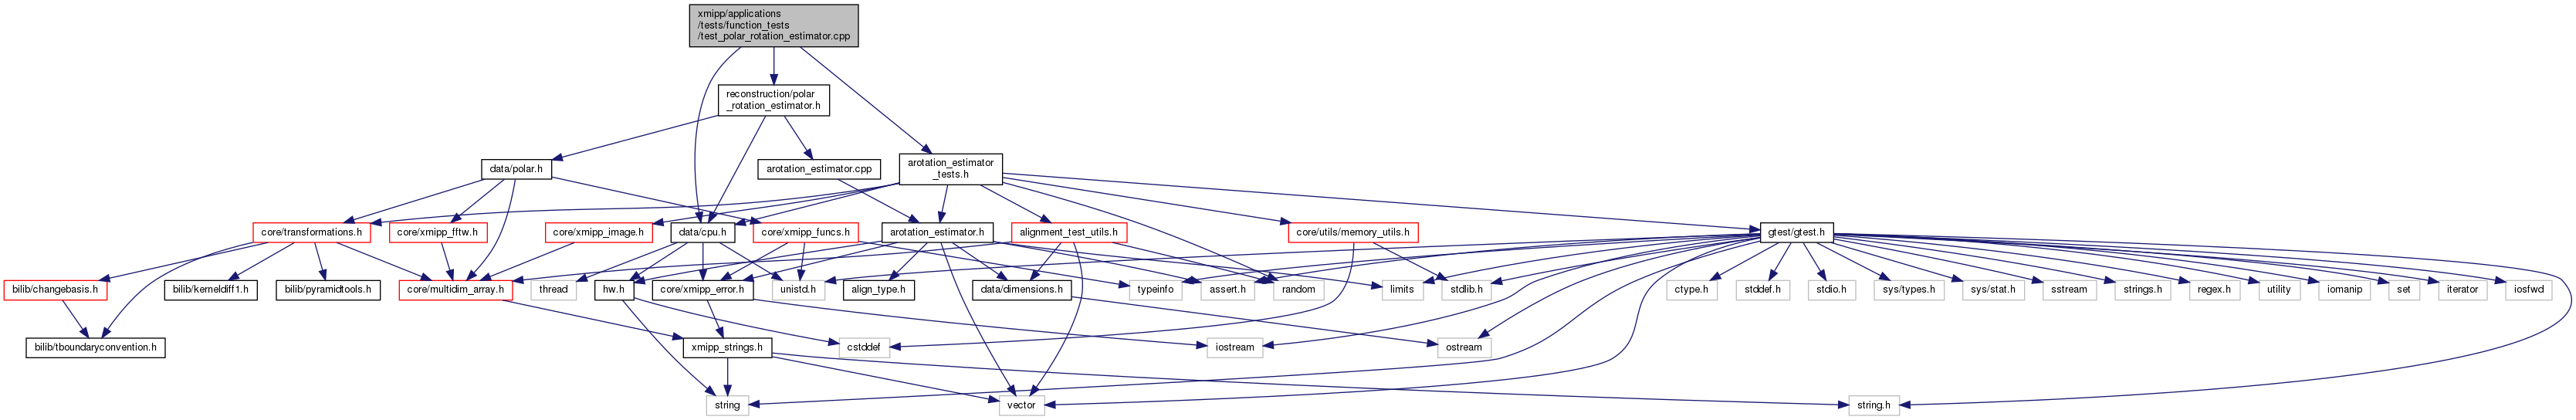 xmipp/applications
/tests/function_tests
/test_polar_rotation_estimator.cpp
reconstruction/polar
_rotation_estimator.h
data/polar.h
arotation_estimator.cpp
arotation_estimator
_tests.h
core/transformations.h
core/xmipp_fftw.h
core/xmipp_image.h
data/cpu.h
core/xmipp_funcs.h
arotation_estimator.h
alignment_test_utils.h
core/utils/memory_utils.h
gtest/gtest.h
bilib/changebasis.h
bilib/kerneldiff1.h
bilib/pyramidtools.h
core/multidim_array.h
thread
hw.h
core/xmipp_error.h
unistd.h
align_type.h
data/dimensions.h
typeinfo
assert.h
random
limits
stdlib.h
ctype.h
stddef.h
stdio.h
sys/types.h
sys/stat.h
sstream
strings.h
regex.h
utility
iomanip
set
iterator
iosfwd
bilib/tboundaryconvention.h
xmipp_strings.h
cstddef
iostream
ostream
string
vector
string.h